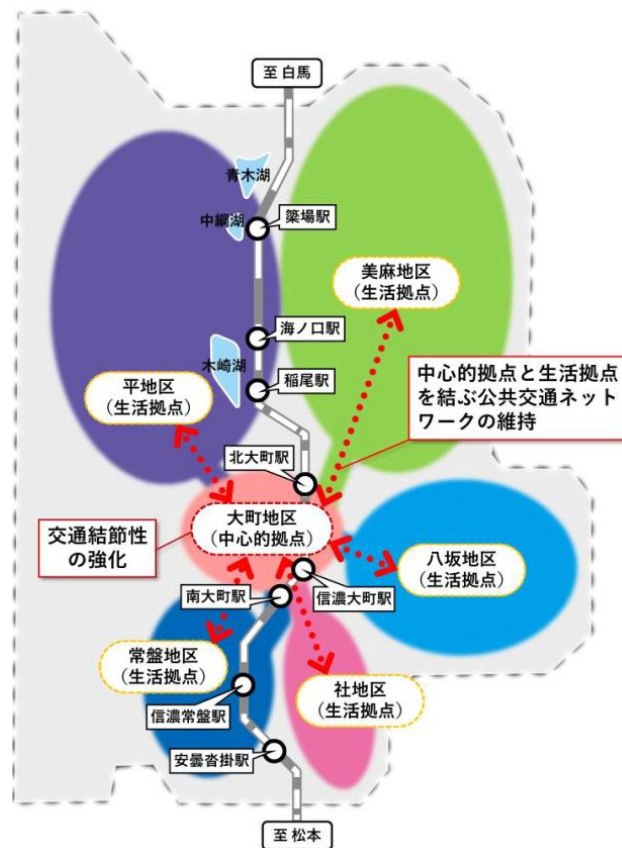 至 白馬
青木湖
中綱湖
簗場駅
美麻地区
（生活拠点）
海ノ口駅
木崎湖
稲尾駅
平地区
（生活拠点）
中心的拠点と生活拠点
を結ぶ公共交通ネット
ワークの維持
北大町駅
大町地区
（中心的拠点）
交通結節性
の強化
八坂地区
（生活拠点）
南大町駅
信濃大町駅
常盤地区
（生活拠点）
社地区
（生活拠点）
信濃常盤駅
安曇沓掛駅
至 松本